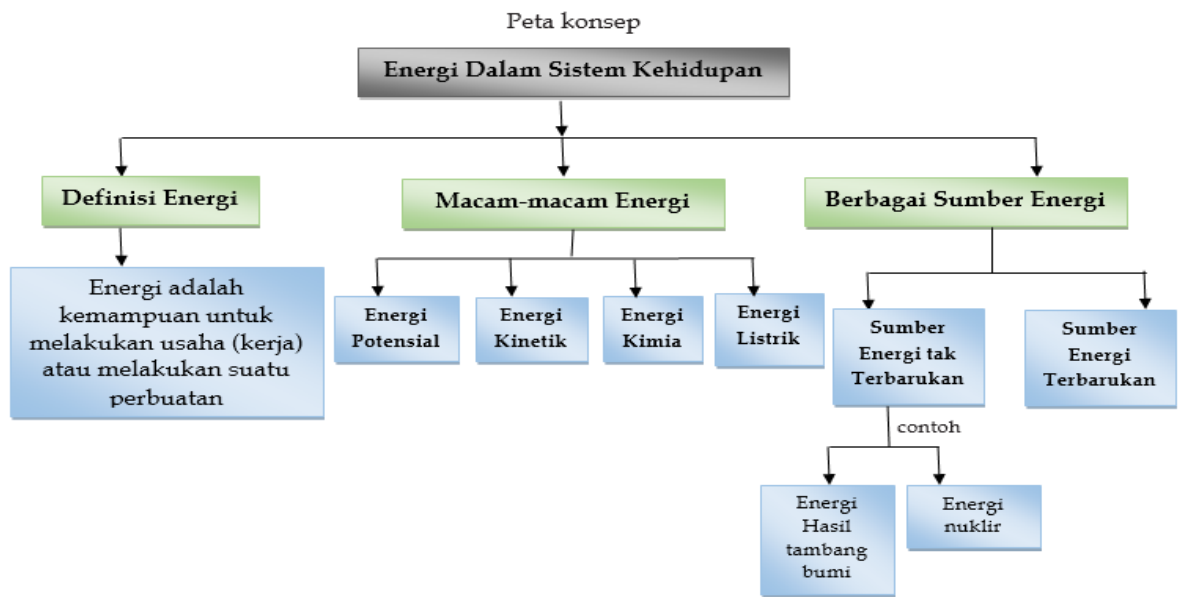 Peta konsep
Energi Dalam Sistem Kehidupan
Definisi Energi
Macam-macam Energi
Berbagai Sumber Energi
Energi adalah
kemampuan untuk
melakukan usaha (kerja)
atau melakukan suatu
perbuatan
Energi
Potensial
Energi
Kinetik
Energi
Kimia
Energi
Listrik
Sumber
Energi tak
Terbarukan
Sumber
Energi
Terbarukan
contoh
Energi
Hasil
tambang
bumi
Energi
nuklir